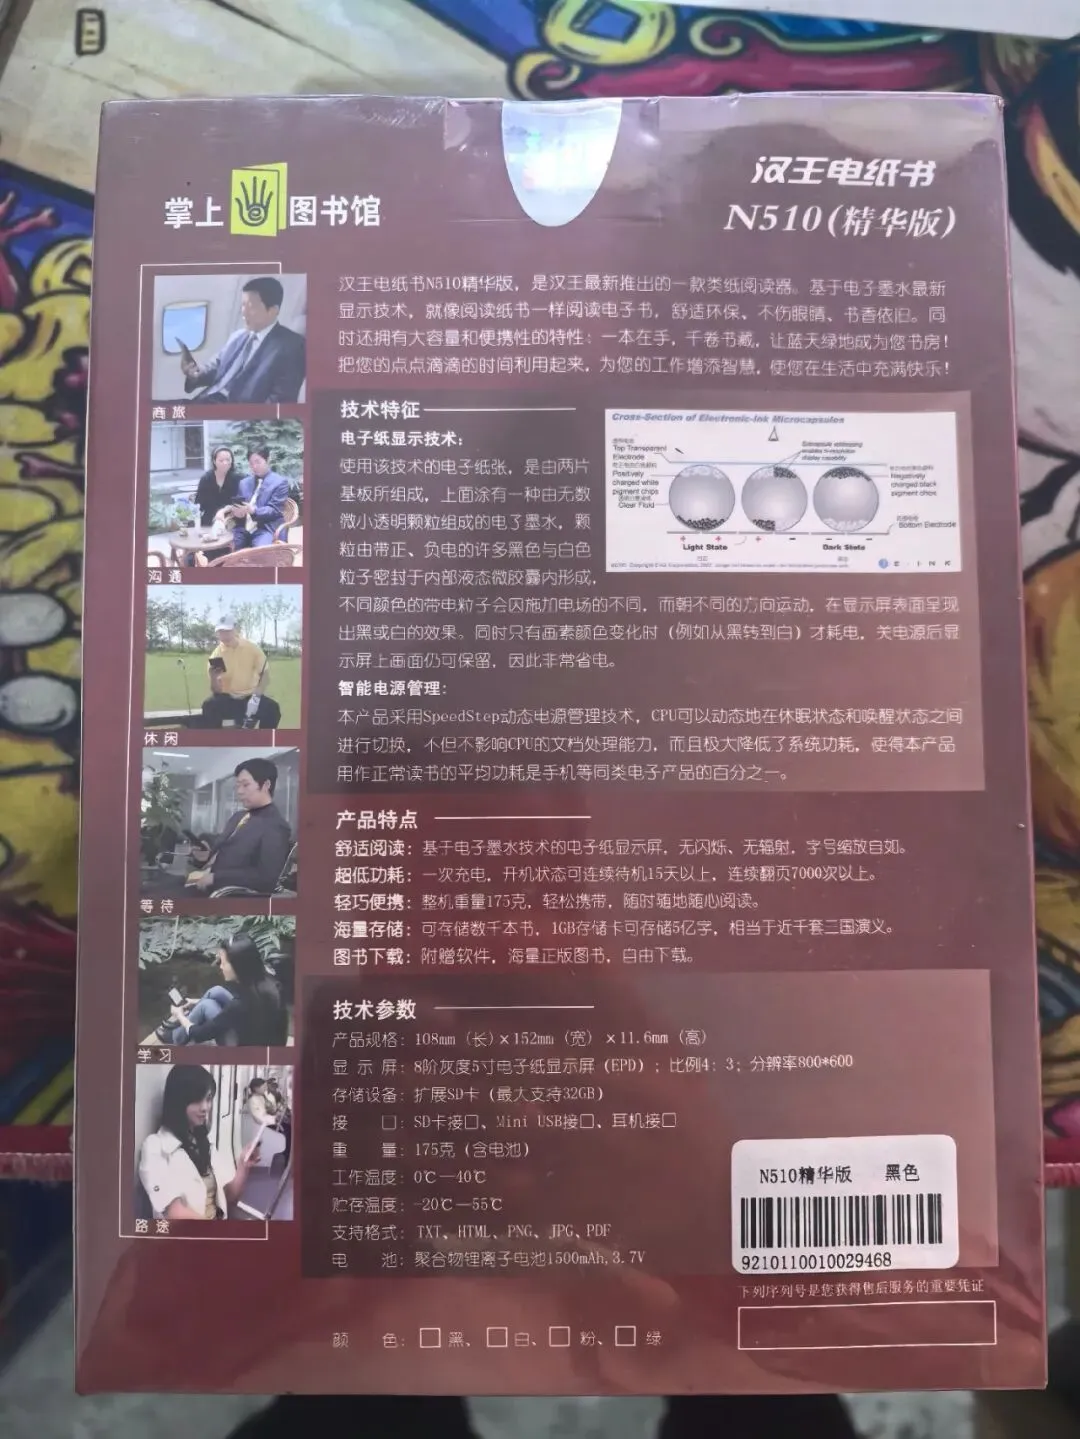 掌上图书馆
汉王电纸书
N510(精华版)
汉王电纸书N510精华版，是汉王最新推出的一款类纸阅读器。基于电子墨水最新
显示技术，就像阅读纸书一样阅读电子书，舒适环保、不伤眼睛、书香依旧。同
时还拥有大容量和便携性的特性：一本在手，千卷书藏，让蓝天绿地成为您书房！
把您的点点滴滴的时间利用起来，为您的工作增添智慧，使您在生活中充满快乐！
商旅
沟通
休闲
等待
学习
路途
技术特征
电子纸显示技术：
使用该技术的电子纸张，是由两片
基板所组成，上面涂有一种由无数
微小透明颗粒组成的电子墨水，颗
粒由带正、负电的许多黑色与白色
粒子密封于内部液态微胶囊内形成，
不同颜色的带电粒子会因施加电场的不同，而朝不同的方向运动，在显示屏表面呈现
出黑或白的效果。同时只有画素颜色变化时（例如从黑转到白）才耗电，关电源后显
示屏上画面仍可保留，因此非常省电。
Cross-Section of Electronic-Ink Microcapsules
Top Transparent
Electrode
Positively
charged white
pigment chips
Clear Fluid
Negatively
charged black
pigment chips
Bottom Electrode
Light State
Dark State
E·INK
智能电源管理：
本产品采用SpeedStep动态电源管理技术，CPU可以动态地在休眠状态和唤醒状态之间
进行切换，不但不影响CPU的文档处理能力，而且极大降低了系统功耗，使得本产品
用作正常读书的平均功耗是手机等同类电子产品的百分之一。
产品特点
舒适阅读：基于电子墨水技术的电子纸显示屏，无闪烁、无辐射，字号缩放自如。
超低功耗：一次充电，开机状态可连续待机15天以上，连续翻页7000次以上。
轻巧便携：整机重量175克，轻松携带，随时随地随心阅读。
海量存储：可存储数千本书，1GB存储卡可存储5亿字，相当于近千套三国演义。
图书下载：附赠软件，海量正版图书，自由下载。
技术参数
产品规格：108mm（长）×152mm（宽）×11.6mm（高）
显 示 屏：8阶灰度5寸电子纸显示屏（EPD）；比例4：3；分辨率800*600
存储设备：扩展SD卡（最大支持32GB）
接 口：SD卡接口、Mini USB接口、耳机接口
重 量：175克（含电池）
工作温度：0℃—40℃
贮存温度：-20℃—55℃
支持格式：TXT、HTML、PNG、JPG、PDF
电 池：聚合物锂离子电池1500mAh,3.7V
N510精华版 黑色
9210110010029468
下列序列号是您获得售后服务的重要凭证
颜 色：□黑、□白、□粉、□绿